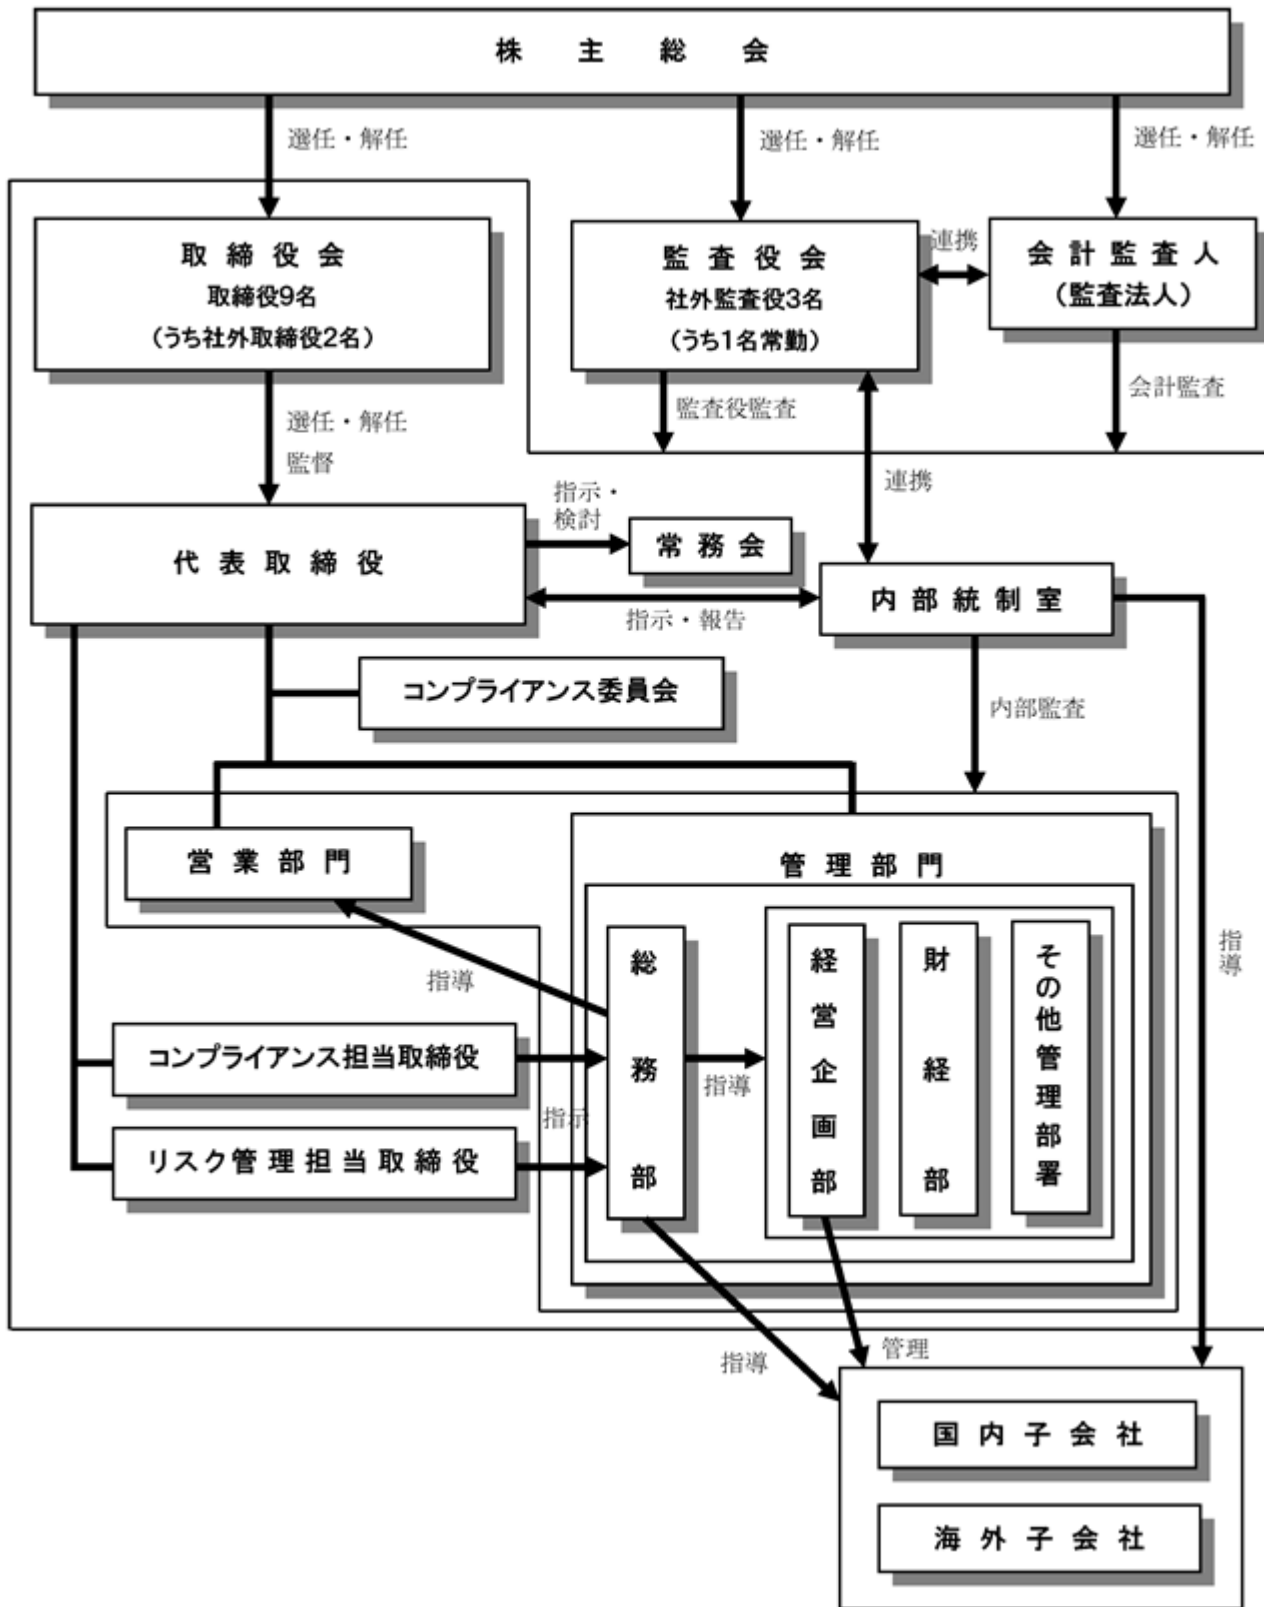 株主総会
選任・解任
選任・解任
選任・解任
取締役会
取締役9名
（うち社外取締役2名）
監査役会
社外監査役3名
（うち1名常勤）
連携
会計監査人
（監査法人）
選任・解任
監督
監査役監査
会計監査
連携
代表取締役
指示・
検討
常務会
指示・報告
内部統制室
コンプライアンス委員会
内部監査
営業部門
管理部門
指導
総務部
指導
経営企画部
財経部
その他管理部署
指導
コンプライアンス担当取締役
指示
リスク管理担当取締役
指導
管理
国内子会社
海外子会社